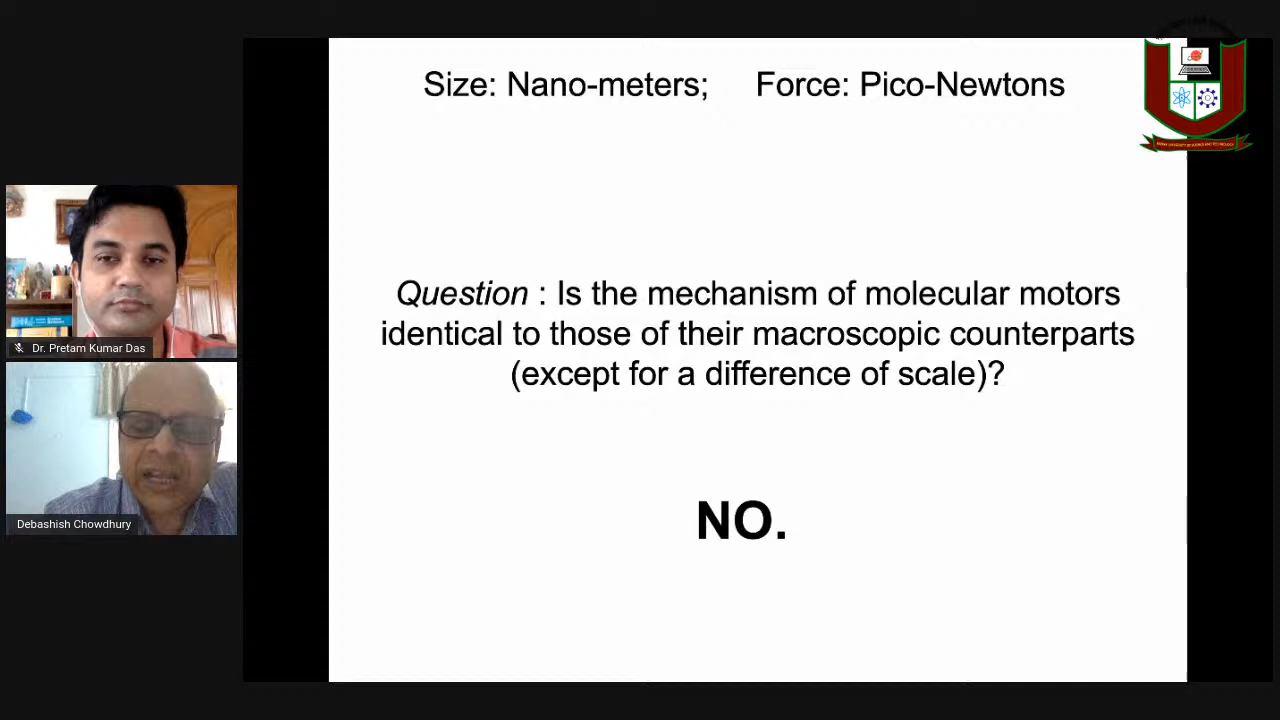 Size: Nano-meters; Force: Pico-Newtons
Question : Is the mechanism of molecular motors
identical to those of their macroscopic counterparts
(except for a difference of scale)?
NO.
Dr. Pretam Kumar Das
Debashish Chowdhury